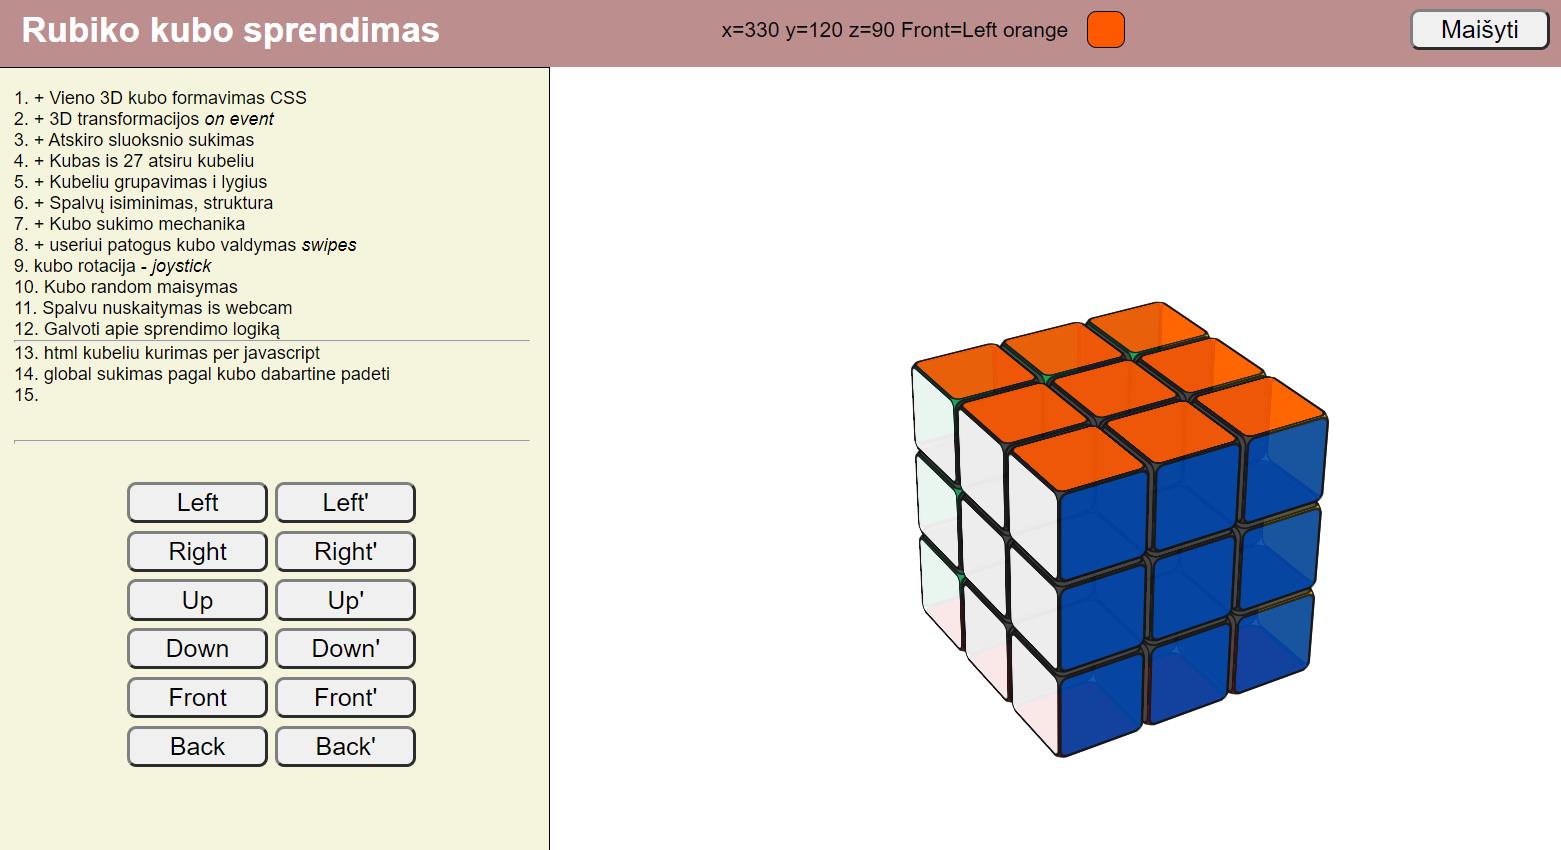 Rubiko kubo sprendimas
x=330 y=120 z=90 Front=Left orange
Maišyti
1. + Vieno 3D kubo formavimas CSS
2. + 3D transformacijos on event
3. + Atskiro sluoksnio sukimas
4. + Kubas is 27 atsiru kubeliu
5. + Kubeliu grupavimas i lygius
6. + Spalvų isiminimas, struktura
7. + Kubo sukimo mechanika
8. + useriui patogus kubo valdymas swipes
9. kubo rotacija - joystick
10. Kubo random maisymas
11. Spalvu nuskaitymas is webcam
12. Galvoti apie sprendimo logiką
13. html kubeliu kurimas per javascript
14. global sukimas pagal kubo dabartine padeti
15.
Left Left'
Right Right'
Up Up'
Down Down'
Front Front'
Back Back'